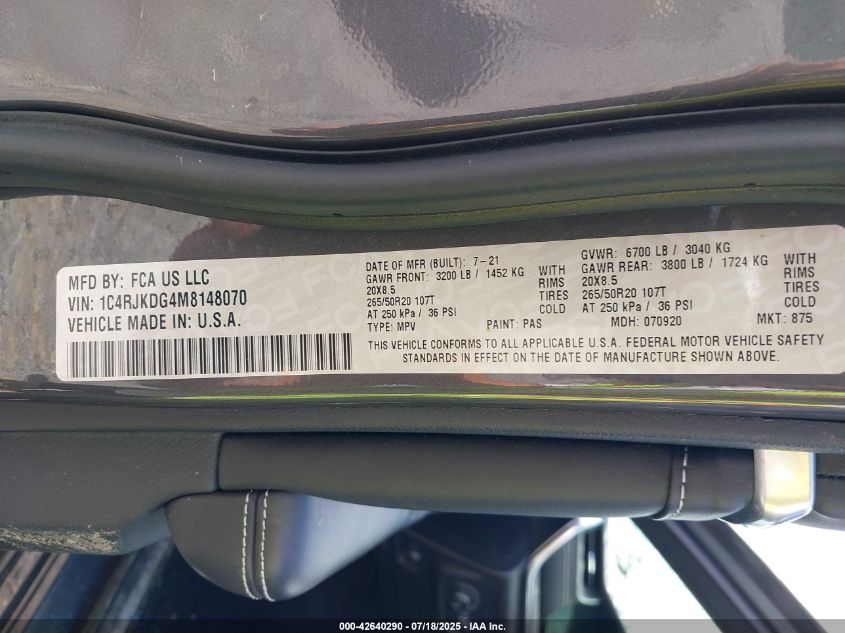 MFD BY: FCA US LLC
VIN: 1C4RJKDG4M8148070
VEHICLE MADE IN: U.S.A.
DATE OF MFR (BUILT): 7-21
GAWR FRONT: 3200 LB / 1452 KG WITH
20X8.5 RIMS
265/50R20 107T
AT 250 kPa / 36 PSI COLD
TYPE: MPV PAINT: PAS
GVWR: 6700 LB / 3040 KG
GAWR REAR: 3800 LB / 1724 KG WITH
20X8.5 RIMS
265/50R20 107T
AT 250 kPa / 36 PSI COLD
MDH: 070920 MKT: 875
THIS VEHICLE CONFORMS TO ALL APPLICABLE U.S.A. FEDERAL MOTOR VEHICLE SAFETY
STANDARDS IN EFFECT ON THE DATE OF MANUFACTURE SHOWN ABOVE.
000-42640290 - 07/18/2025 - IAA Inc.